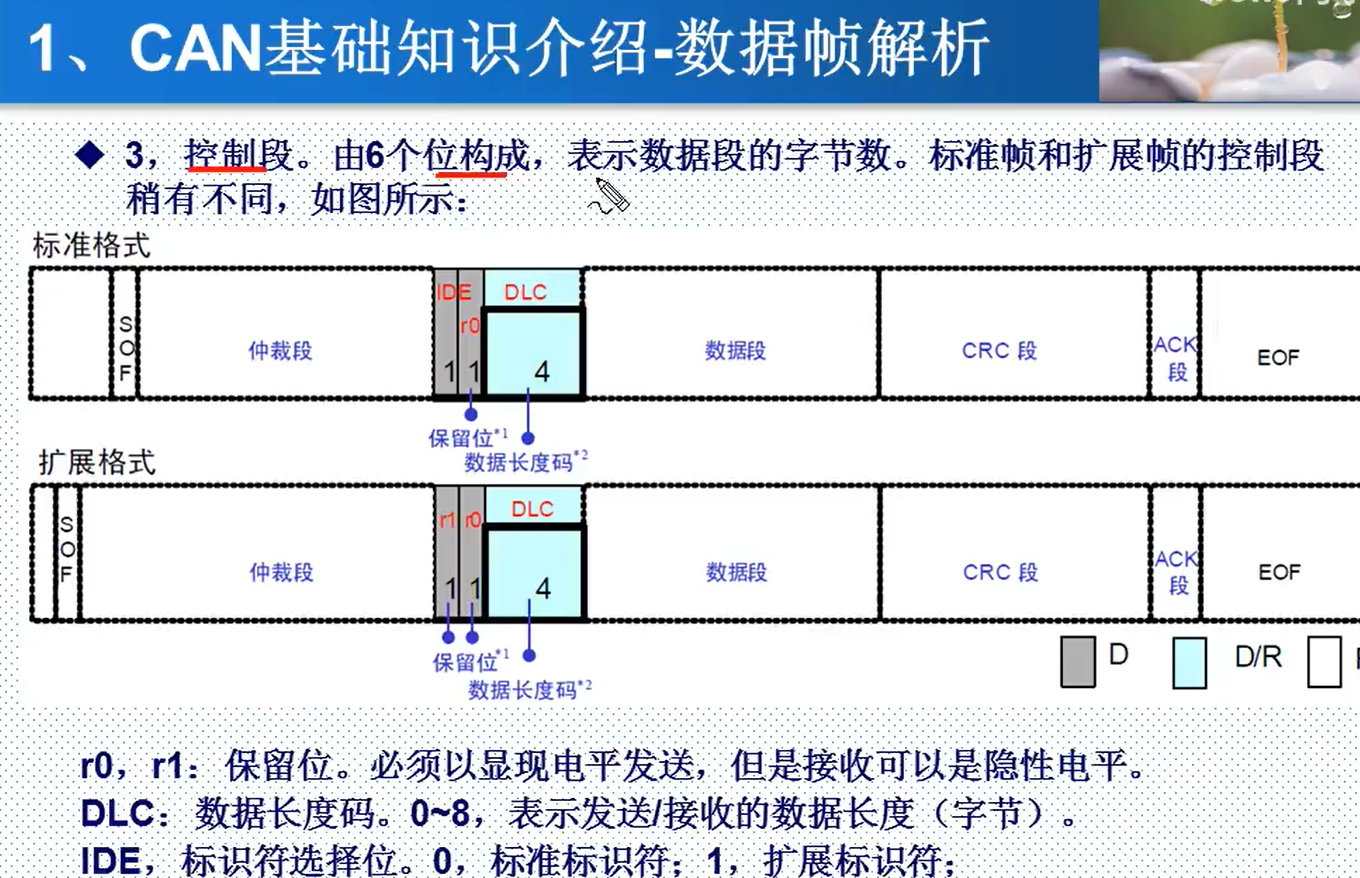 1、CAN基础知识介绍-数据帧解析
◆ 3，控制段。由6个位构成，表示数据段的字节数。标准帧和扩展帧的控制段
稍有不同，如图所示：
标准格式
SOF
仲裁段
IDE
r0
DLC
1
1
4
数据段
CRC 段
ACK
段
EOF
保留位*1
数据长度码*2
扩展格式
SOF
仲裁段
r1
r0
DLC
1
1
4
数据段
CRC 段
ACK
段
EOF
保留位*1
数据长度码*2
D
D/R
r0，r1：保留位。必须以显现电平发送，但是接收可以是隐性电平。
DLC：数据长度码。0~8，表示发送/接收的数据长度（字节）。
IDE，标识符选择位。0，标准标识符；1，扩展标识符；